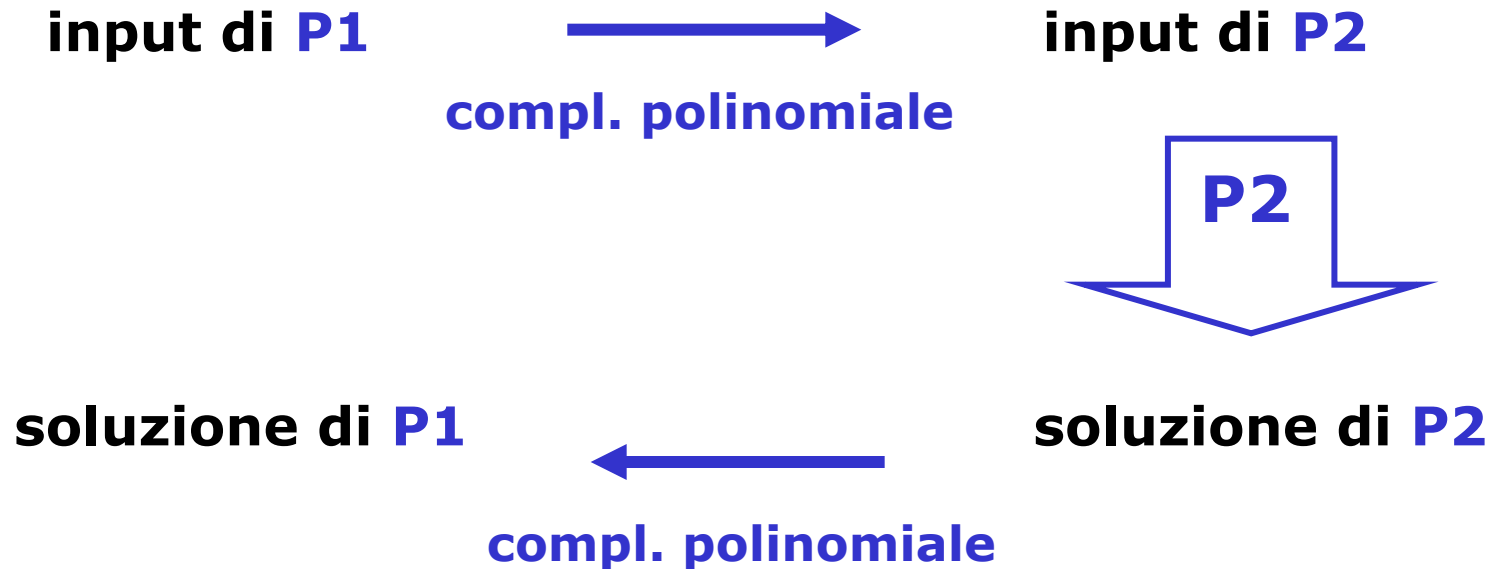 input di P1
input di P2
compl. polinomiale
P2
soluzione di P1
soluzione di P2
compl. polinomiale